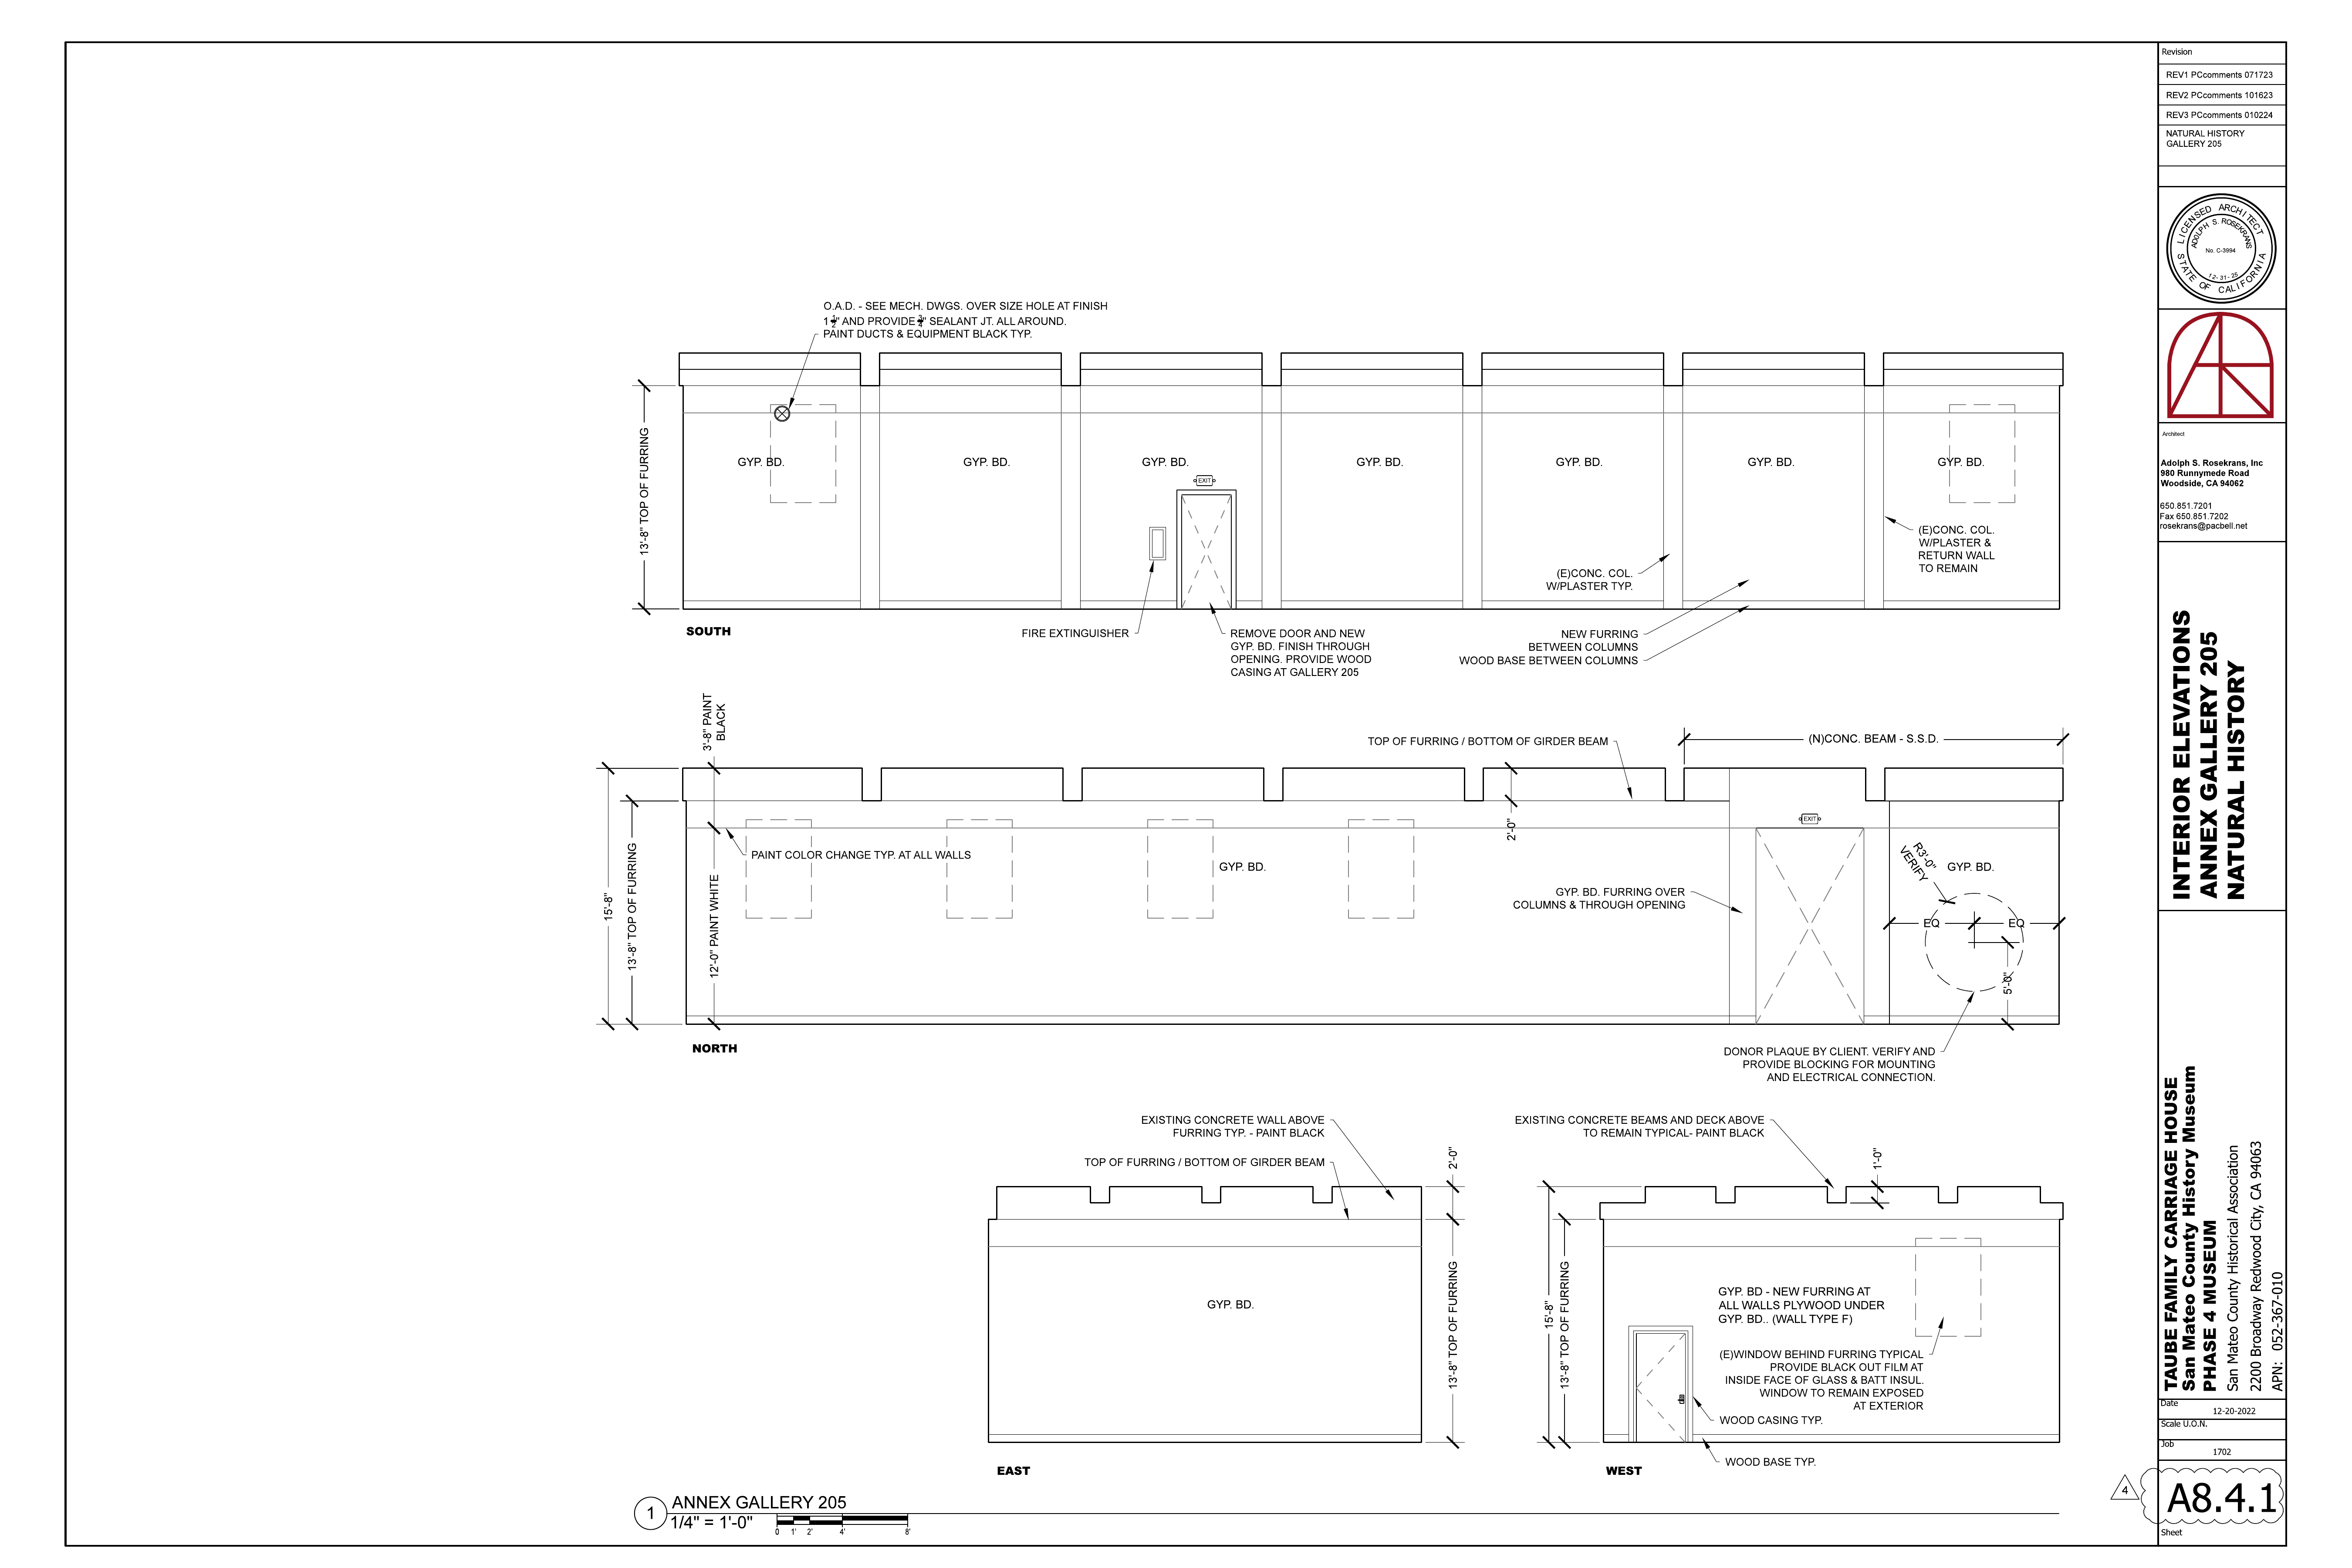 O.A.D. - SEE MECH. DWGS. OVER SIZE HOLE AT FINISH
1 1/2" AND PROVIDE 3/4" SEALANT JT. ALL AROUND.
PAINT DUCTS & EQUIPMENT BLACK TYP.
13'-8" TOP OF FURRING
GYP. BD.
GYP. BD.
GYP. BD.
GYP. BD.
GYP. BD.
GYP. BD.
GYP. BD.
EXIT
(E)CONC. COL.
W/PLASTER &
RETURN WALL
TO REMAIN
(E)CONC. COL.
W/PLASTER TYP.
SOUTH
FIRE EXTINGUISHER
REMOVE DOOR AND NEW
GYP. BD. FINISH THROUGH
OPENING. PROVIDE WOOD
CASING AT GALLERY 205
NEW FURRING
BETWEEN COLUMNS
WOOD BASE BETWEEN COLUMNS
3'-8" PAINT
BLACK
TOP OF FURRING / BOTTOM OF GIRDER BEAM
(N)CONC. BEAM - S.S.D.
2'-0"
EXIT
15'-8"
13'-8" TOP OF FURRING
12'-0" PAINT WHITE
PAINT COLOR CHANGE TYP. AT ALL WALLS
GYP. BD.
GYP. BD. FURRING OVER
COLUMNS & THROUGH OPENING
R3'-0"
VERIFY
GYP. BD.
EQ
EQ
5'-0"
NORTH
DONOR PLAQUE BY CLIENT. VERIFY AND
PROVIDE BLOCKING FOR MOUNTING
AND ELECTRICAL CONNECTION.
EXISTING CONCRETE WALL ABOVE
FURRING TYP. - PAINT BLACK
TOP OF FURRING / BOTTOM OF GIRDER BEAM
2'-0"
13'-8" TOP OF FURRING
GYP. BD.
EAST
EXISTING CONCRETE BEAMS AND DECK ABOVE
TO REMAIN TYPICAL- PAINT BLACK
1'-0"
15'-8"
13'-8" TOP OF FURRING
GYP. BD - NEW FURRING AT
ALL WALLS PLYWOOD UNDER
GYP. BD.. (WALL TYPE F)
(E)WINDOW BEHIND FURRING TYPICAL
PROVIDE BLACK OUT FILM AT
INSIDE FACE OF GLASS & BATT INSUL.
WINDOW TO REMAIN EXPOSED
AT EXTERIOR
WOOD CASING TYP.
WOOD BASE TYP.
WEST
1
ANNEX GALLERY 205
1/4" = 1'-0"
0 1' 2' 4' 8'
Revision
REV1 PCcomments 071723
REV2 PCcomments 101623
REV3 PCcomments 010224
NATURAL HISTORY
GALLERY 205
LICENSED ARCHITECT
ADOLPH S. ROSEKRANS
No. C-3994
12-31-25
STATE OF CALIFORNIA
Architect
Adolph S. Rosekrans, Inc
980 Runnymede Road
Woodside, CA 94062
650.851.7201
Fax 650.851.7202
rosekrans@pacbell.net
INTERIOR ELEVATIONS
ANNEX GALLERY 205
NATURAL HISTORY
TAUBE FAMILY CARRIAGE HOUSE
San Mateo County History Museum
PHASE 4 MUSEUM
San Mateo County Historical Association
2200 Broadway Redwood City, CA 94063
APN: 052-367-010
Date
12-20-2022
Scale U.O.N.
Job
1702
4
A8.4.1
Sheet